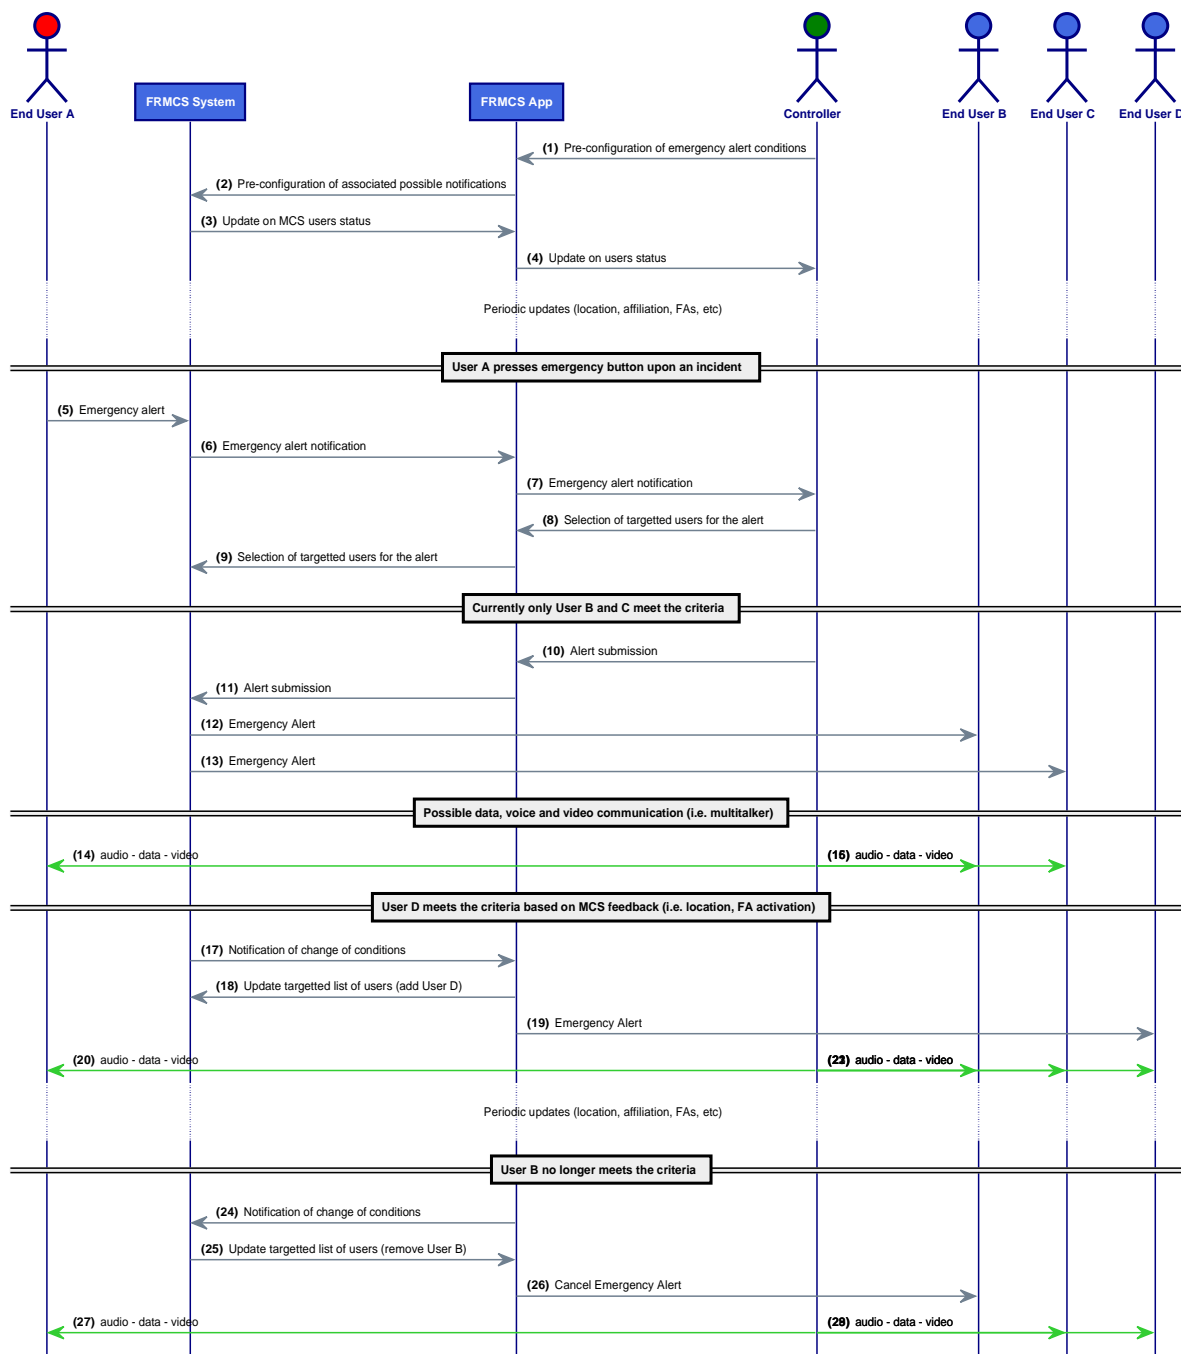 End User A
FRMCS System
FRMCS App
Controller
End User B
End User C
End User D
(1) Pre-configuration of emergency alert conditions
(2) Pre-configuration of associated possible notifications
(3) Update on MCS users status
(4) Update on users status
Periodic updates (location, affiliation, FAs, etc)
User A presses emergency button upon an incident
(5) Emergency alert
(6) Emergency alert notification
(7) Emergency alert notification
(8) Selection of targetted users for the alert
(9) Selection of targetted users for the alert
Currently only User B and C meet the criteria
(10) Alert submission
(11) Alert submission
(12) Emergency Alert
(13) Emergency Alert
Possible data, voice and video communication (i.e. multitalker)
(14) audio - data - video
audio - data - video
User D meets the criteria based on MCS feedback (i.e. location, FA activation)
(17) Notification of change of conditions
(18) Update targetted list of users (add User D)
(19) Emergency Alert
(20) audio - data - video
audio - data - video
Periodic updates (location, affiliation, FAs, etc)
User B no longer meets the criteria
(24) Notification of change of conditions
(25) Update targetted list of users (remove User B)
(26) Cancel Emergency Alert
(27) audio - data - video
audio - data - video